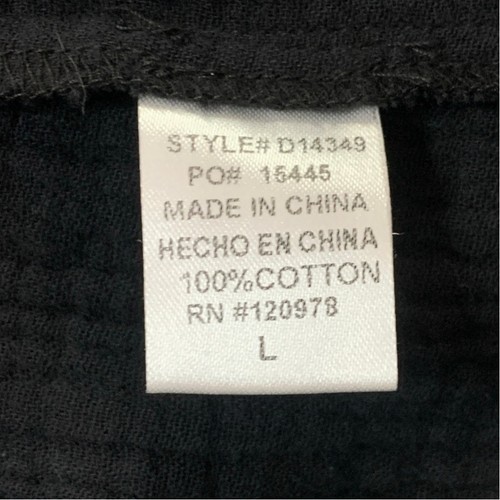 STYLE# D14349
PO# 15445
MADE IN CHINA
HECHO EN CHINA
100%COTTON
RN #120978
L